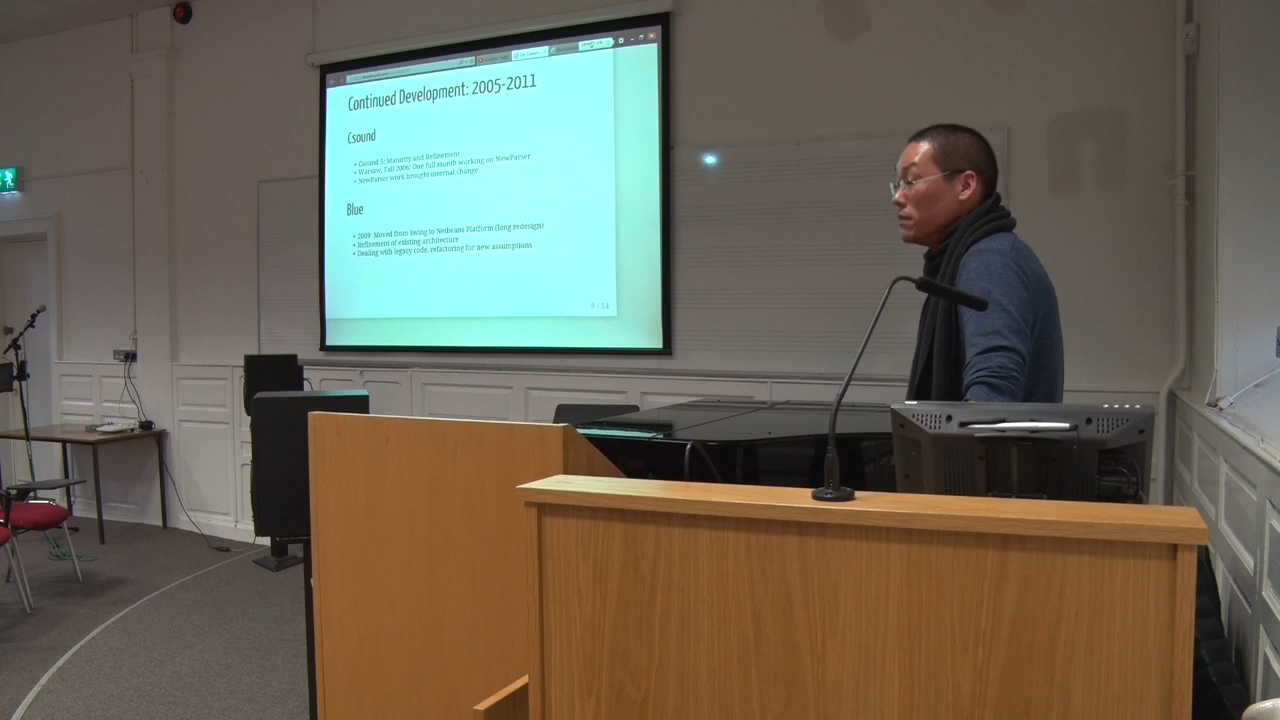 Continued Development: 2005-2011
Csound
• Csound 5: Maturity and Refinement
• Warsaw, Fall 2006: One full month working on NewParser
• NewParser work brought internal change
Blue
• 2009: Moved from Swing to Netbeans Platform (long redesign)
• Refinement of existing architecture
• Dealing with legacy code, refactoring for new assumptions
8 / 14